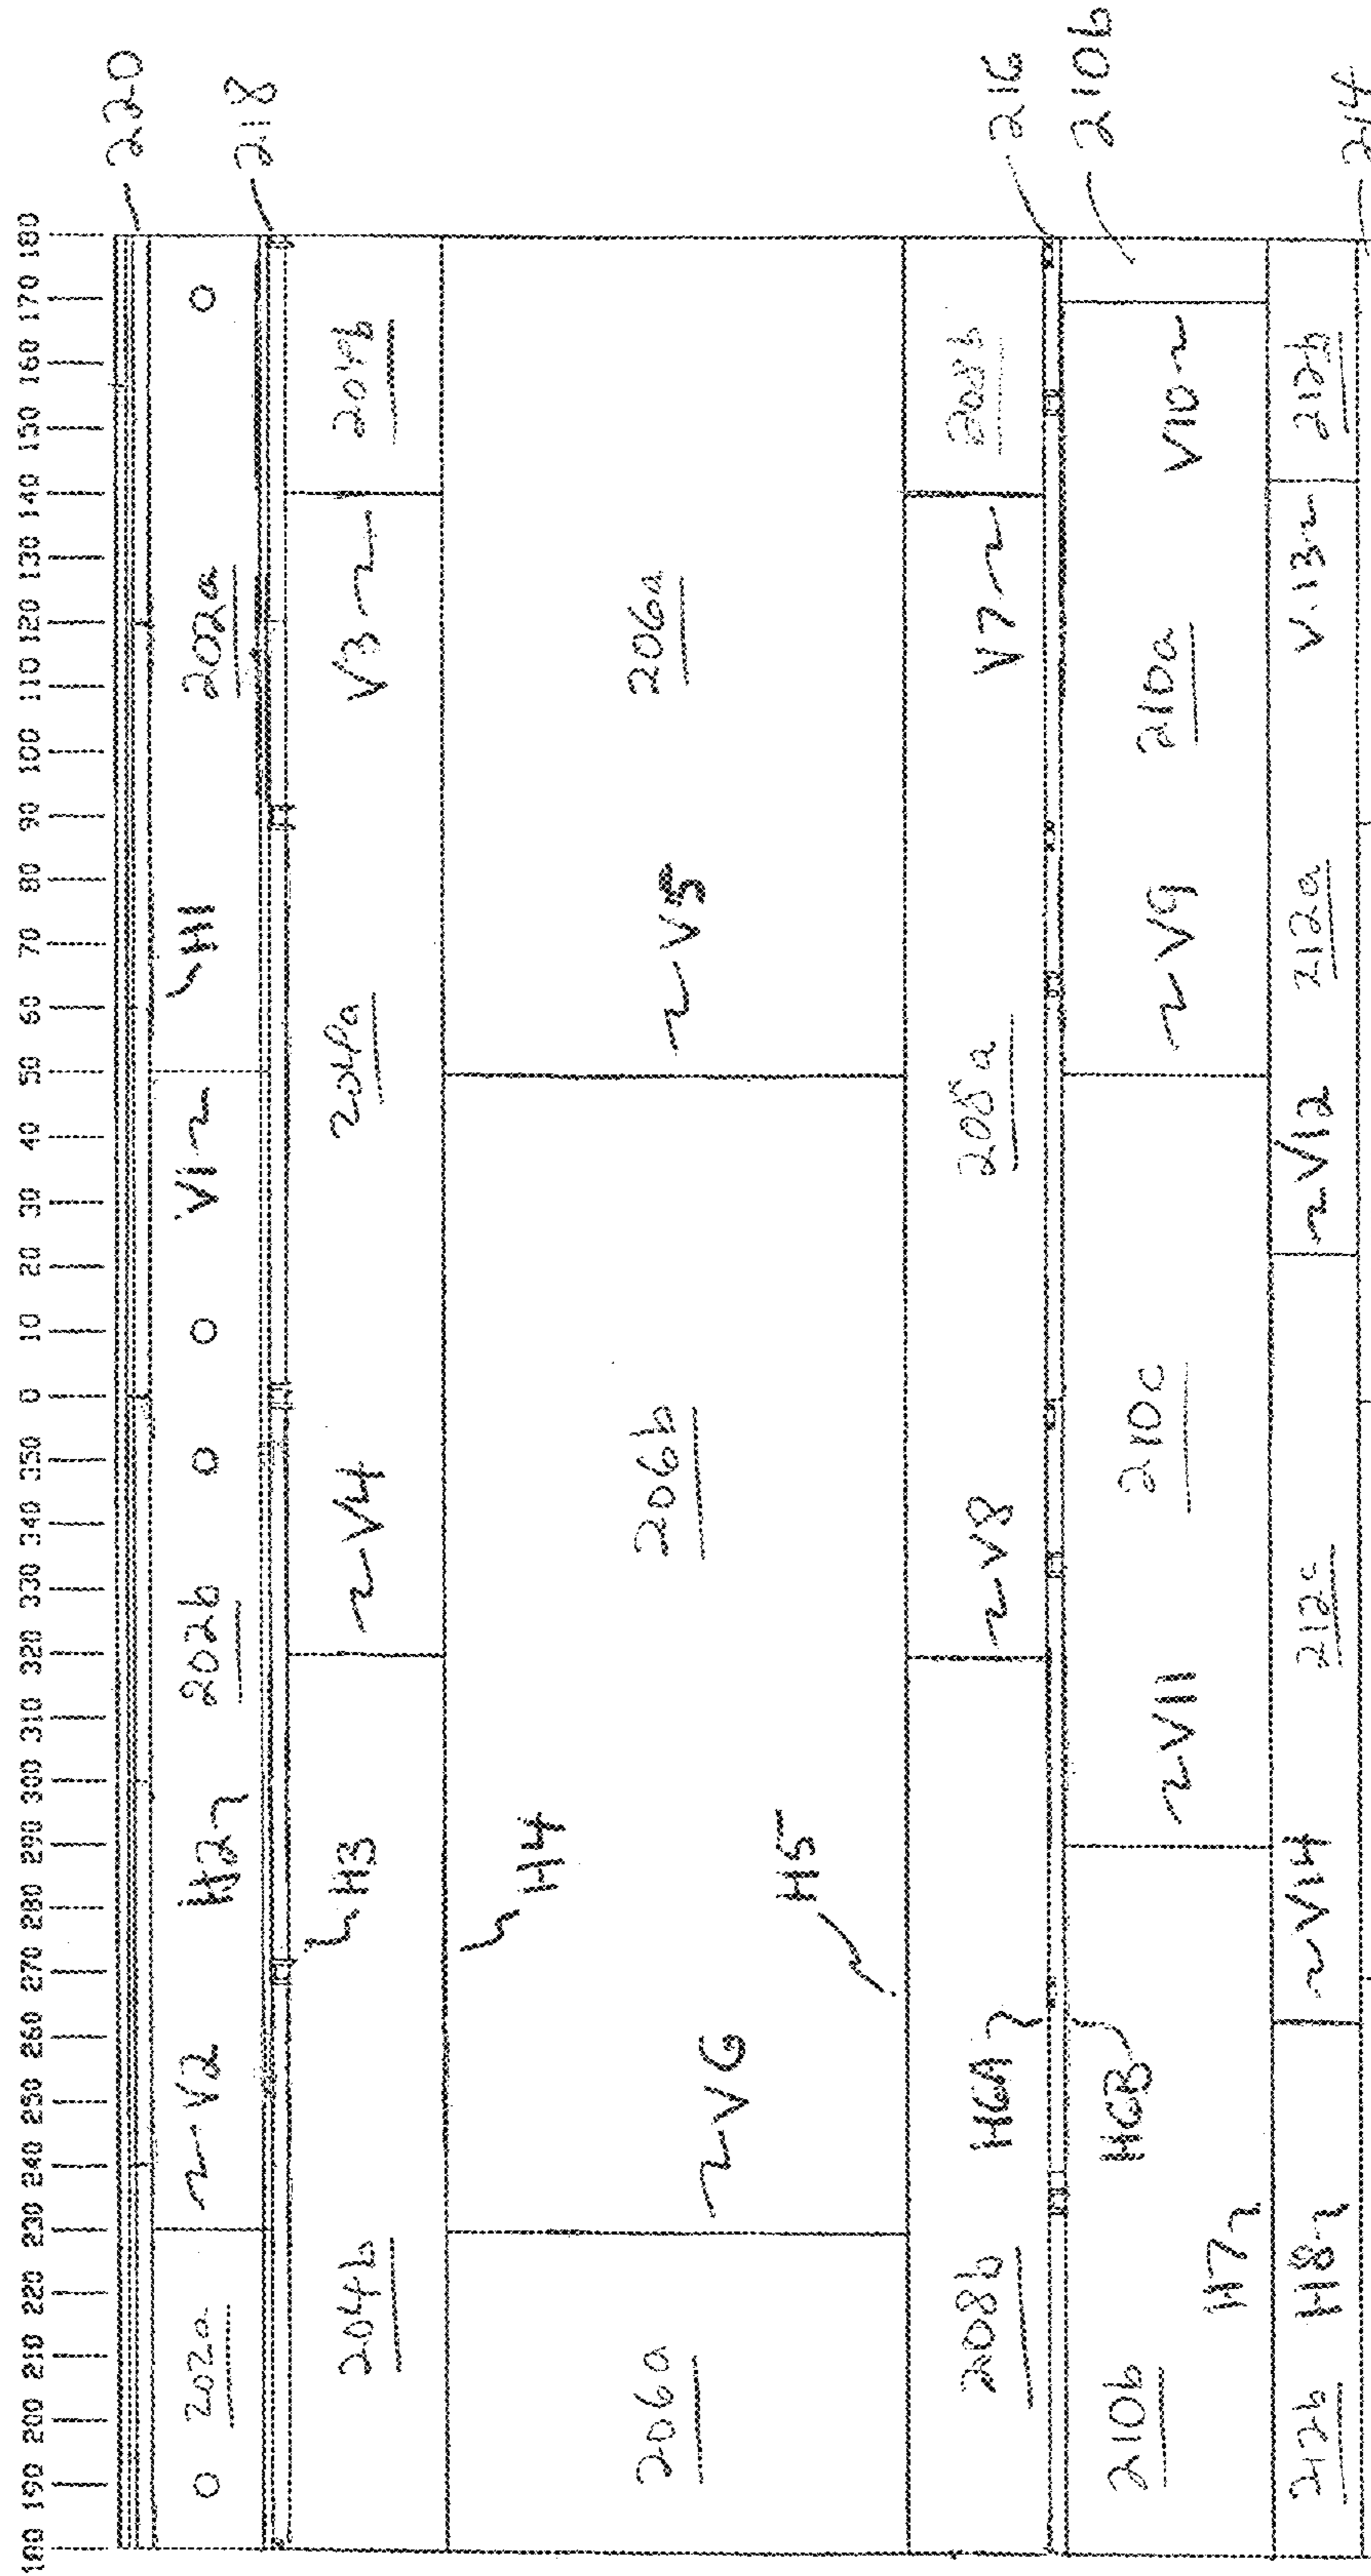 180 190 200 210 220 230 240 250 260 270 280 290 300 310 320 330 340 350 0 10 20 30 40 50 60 70 80 90 100 110 120 130 140 150 160 170 180
220
202a V2 H2 202b V1 H1 202a
218
204b H3 V4 204a V3 204b
H4
206a V6 206b V5 206a
H5
208b H6A V8 208a V7 208b
216
210b H6B V11 210c V9 210a V10 210b
H7
212b H8 V14 212c V12 212a V13 212b
214